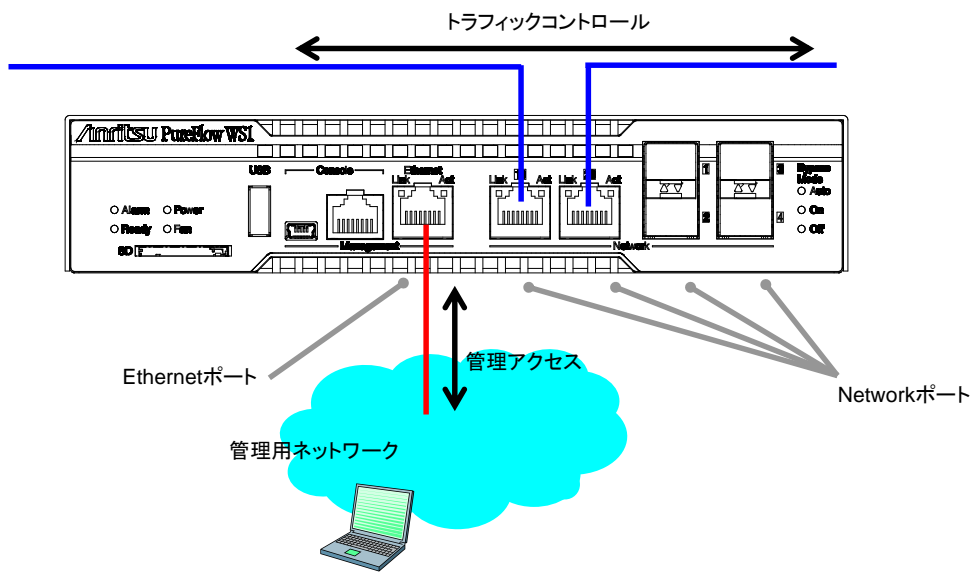 トラフィックコントロール
Anritsu PureFlow WS1
USB
Console
Ethernet
Link Act
Link Act
Link Act
Bypass
Mode
Auto
On
Off
Alarm Power
Ready Fan
SD
1
2
3
4
Management
Network
Ethernetポート
管理アクセス
Networkポート
管理用ネットワーク